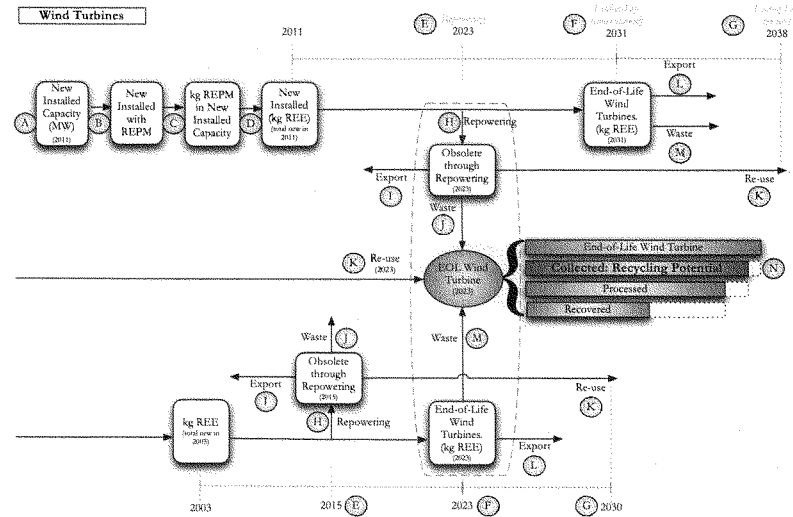 Wind Turbines
E Repowering
F
G
2011
2023
2031
2038
Export
L
A
New
Installed
Capacity
(MW)
(2011)
B
New
Installed
with
REPM
C
kg REPM
in New
Installed
Capacity
D
New
Installed
(kg REE)
(total new in
2011)
End-of-Life
Wind
Turbines.
(kg REE)
(2031)
H Repowering
Waste
M
Obsolete
through
Repowering
(2023)
Export
I
Re-use
K
Waste
J
K Re-use
(2023)
EOL Wind
Turbine
(2023)
End-of-Life Wind Turbine
Collected: Recycling Potential
N
Processed
Recovered
Waste J
Waste M
Obsolete
through
Repowering
(2015)
Export
I
Re-use
K
H Repowering
kg REE
(total new in
2003)
End-of-Life
Wind
Turbines.
(kg REE)
(2023)
Export
L
2003
2015 E
2023 F
G 2030